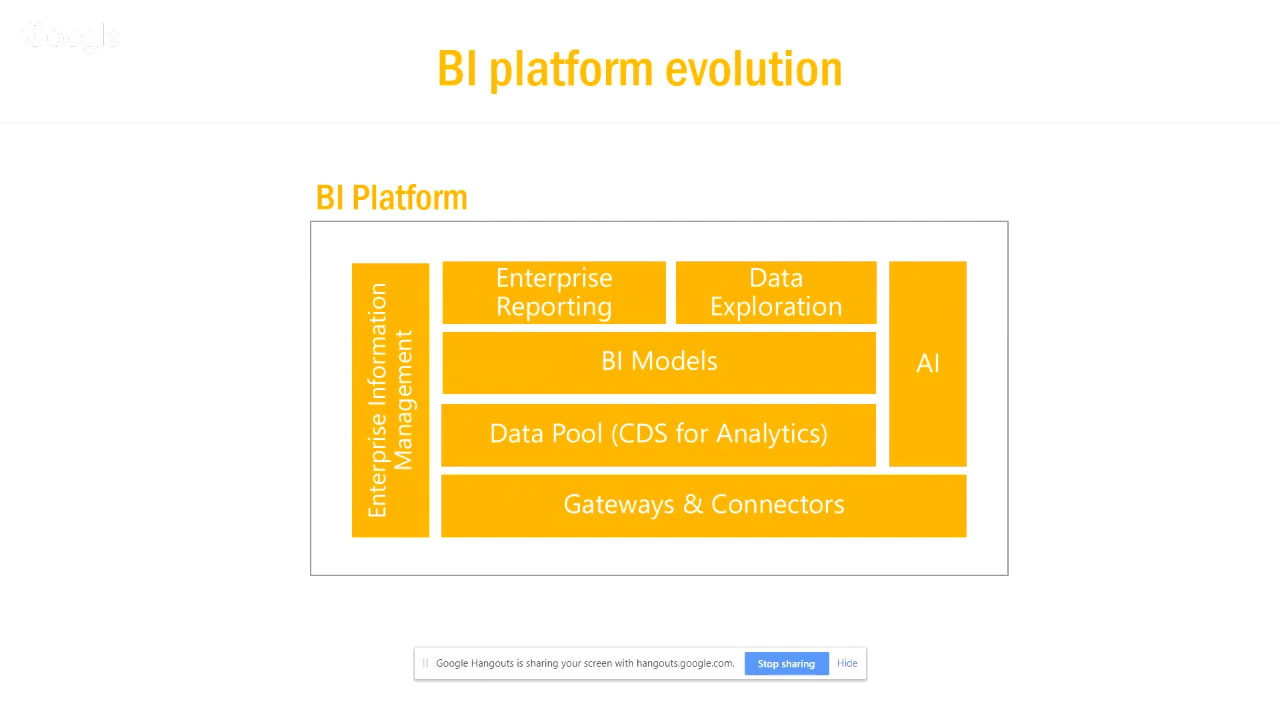 Google
BI platform evolution
BI Platform
Enterprise Information
Management
Enterprise
Reporting
Data
Exploration
AI
BI Models
Data Pool (CDS for Analytics)
Gateways & Connectors
Google Hangouts is sharing your screen with hangouts.google.com.
Stop sharing
Hide